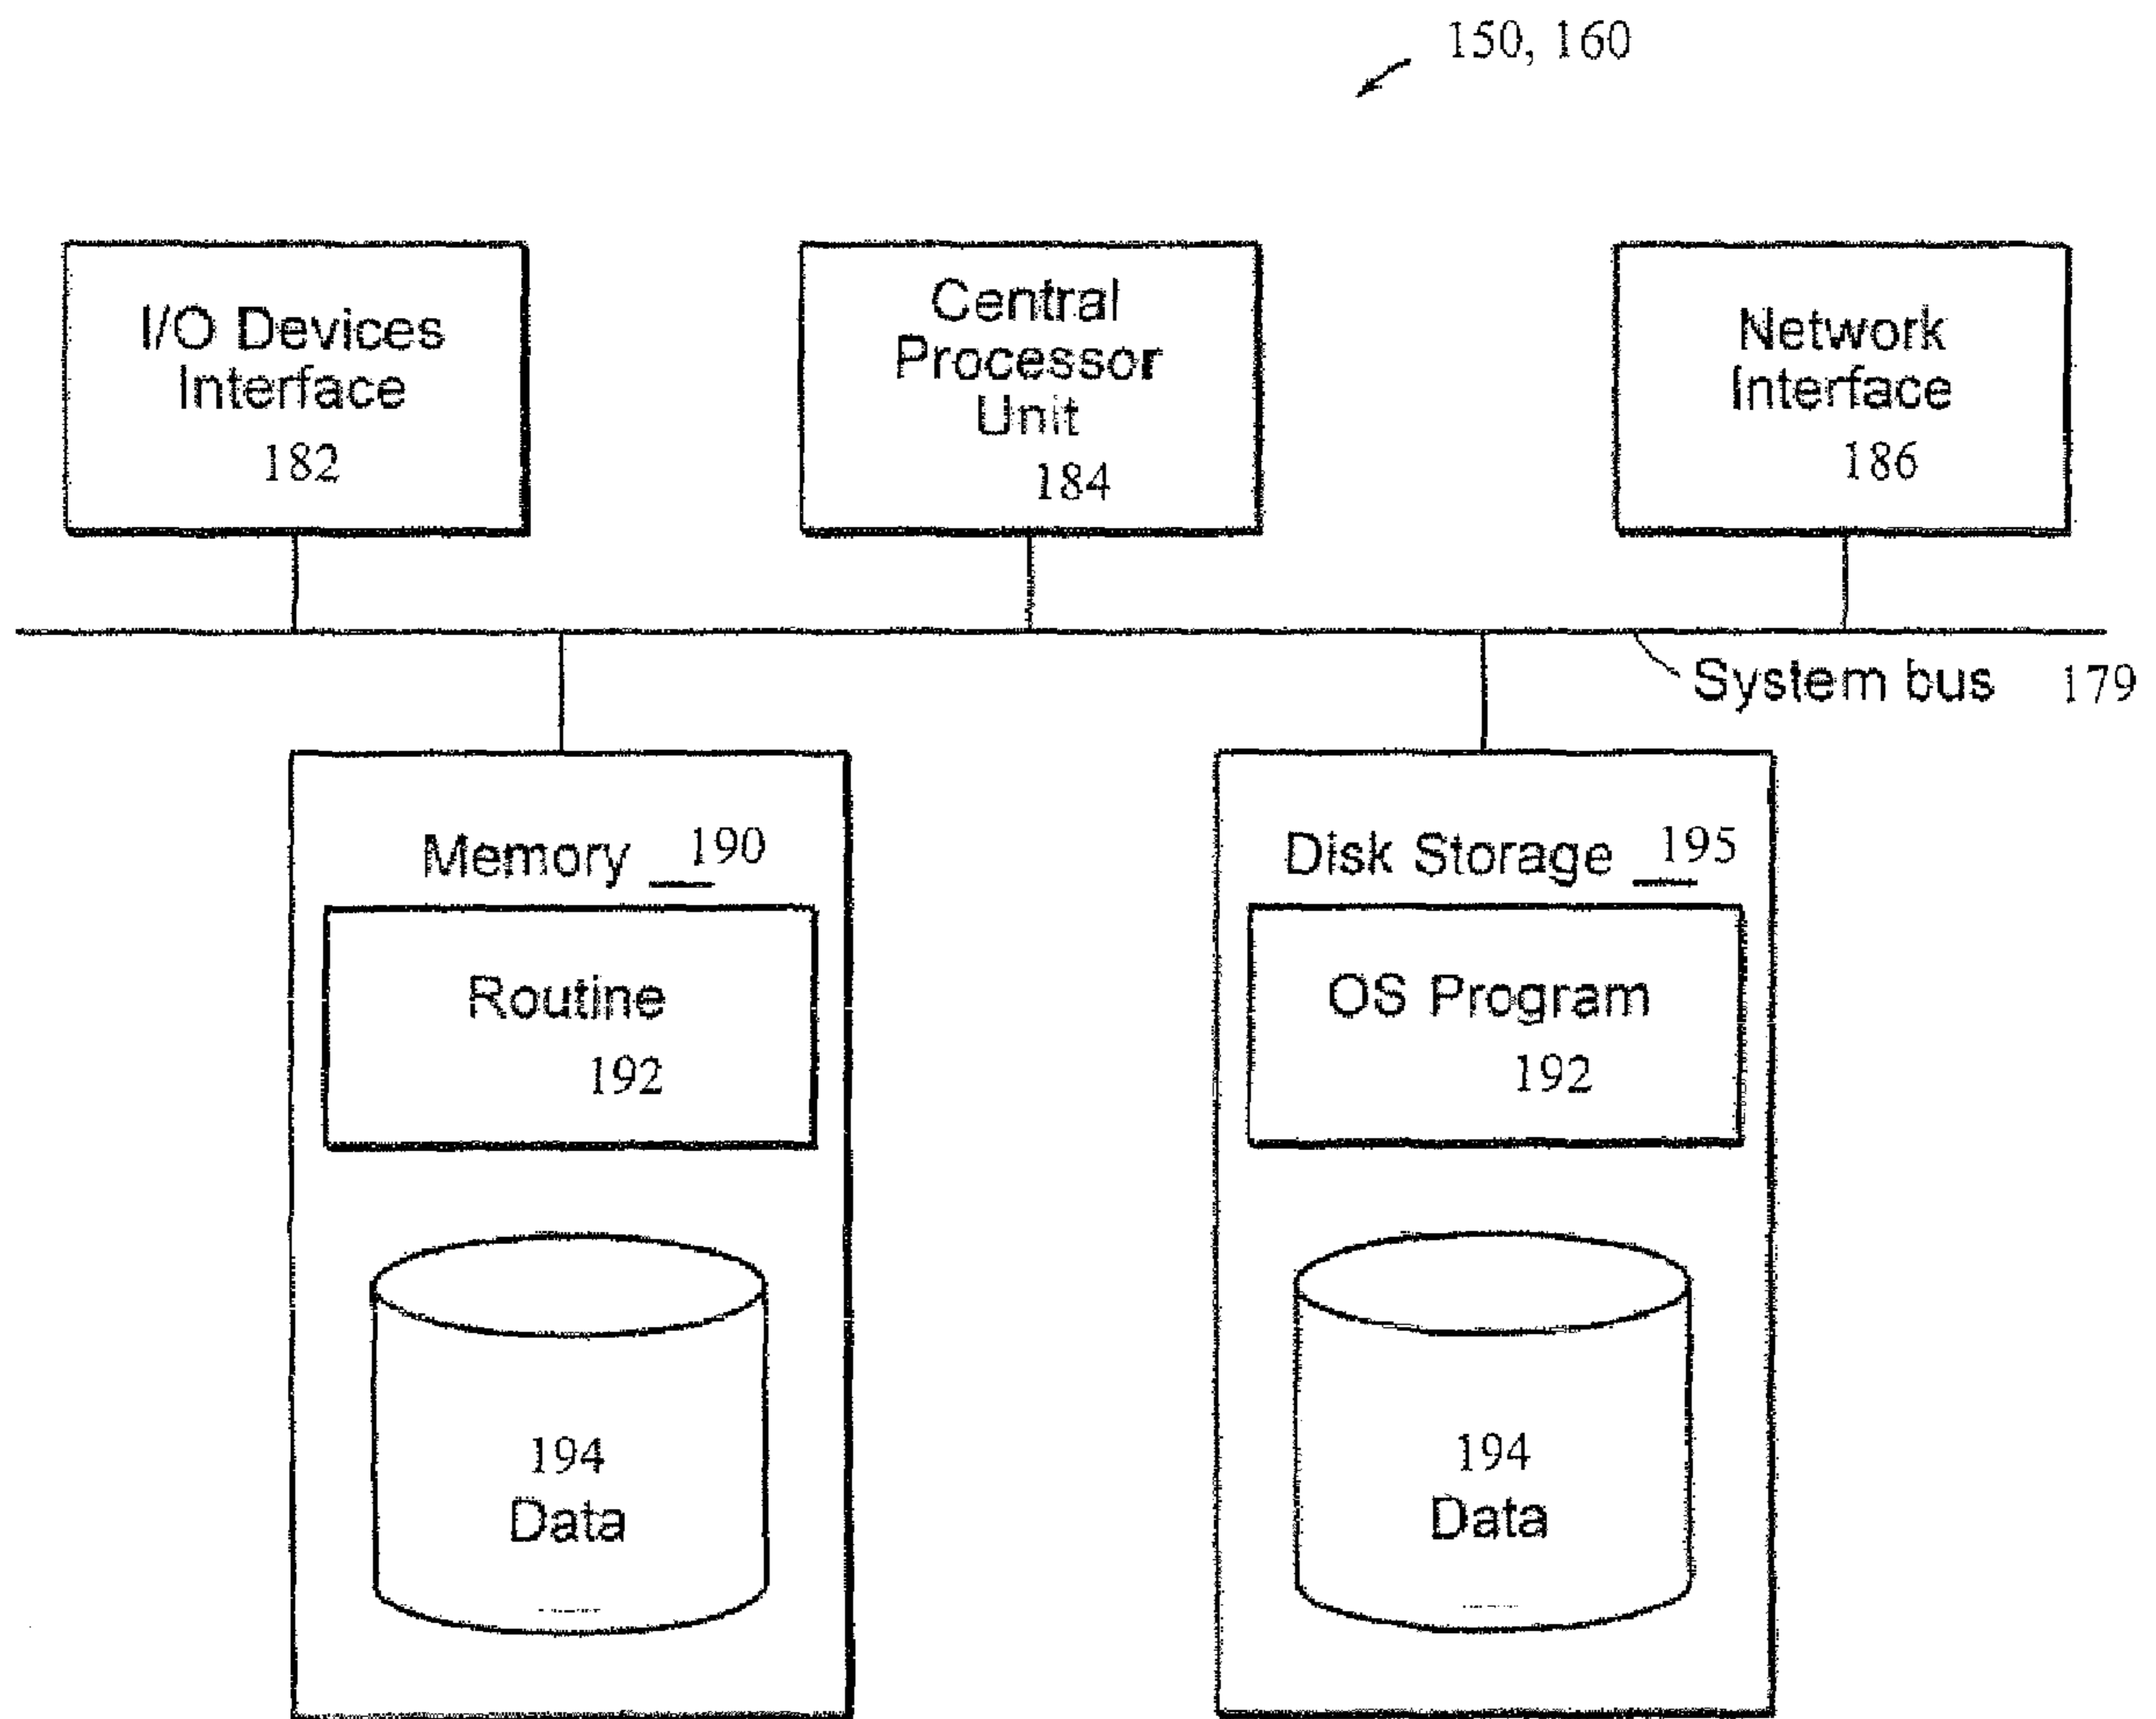 150, 160
I/O Devices
Interface
182
Central
Processor
Unit
184
Network
Interface
186
System bus 179
Memory 190
Routine
192
194
Data
Disk Storage 195
OS Program
192
194
Data